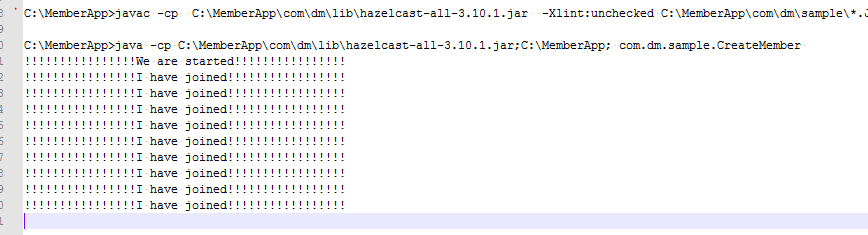 C:\MemberApp>javac -cp  C:\MemberApp\com\dm\lib\hazelcast-all-3.10.1.jar  -Xlint:unchecked C:\MemberApp\com\dm\sample\*.
C:\MemberApp>java -cp C:\MemberApp\com\dm\lib\hazelcast-all-3.10.1.jar;C:\MemberApp; com.dm.sample.CreateMember
!!!!!!!!!!!!!!!!We are started!!!!!!!!!!!!!!!!
!!!!!!!!!!!!!!!!I have joined!!!!!!!!!!!!!!!!!
!!!!!!!!!!!!!!!!I have joined!!!!!!!!!!!!!!!!!
!!!!!!!!!!!!!!!!I have joined!!!!!!!!!!!!!!!!!
!!!!!!!!!!!!!!!!I have joined!!!!!!!!!!!!!!!!!
!!!!!!!!!!!!!!!!I have joined!!!!!!!!!!!!!!!!!
!!!!!!!!!!!!!!!!I have joined!!!!!!!!!!!!!!!!!
!!!!!!!!!!!!!!!!I have joined!!!!!!!!!!!!!!!!!
!!!!!!!!!!!!!!!!I have joined!!!!!!!!!!!!!!!!!
!!!!!!!!!!!!!!!!I have joined!!!!!!!!!!!!!!!!!